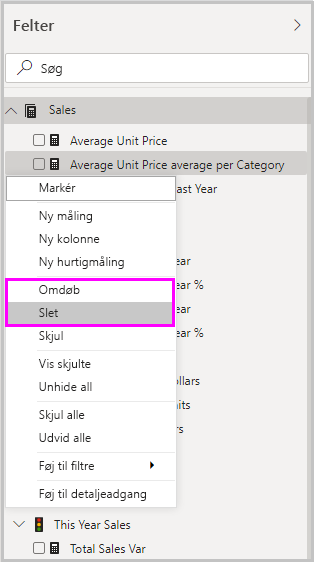 Felter
Søg
Sales
Average Unit Price
Average Unit Price average per Category
Markér
ast Year
Ny måling
Ny kolonne
Ny hurtigmåling
ear
Omdøb
ear %
Slet
ear
Skjul
ear %
Vis skjulte
Unhide all
ollars
Skjul alle
its
Udvid alle
rs
Føj til filtre
Føj til detaljeadgang
This Year Sales
Total Sales Var